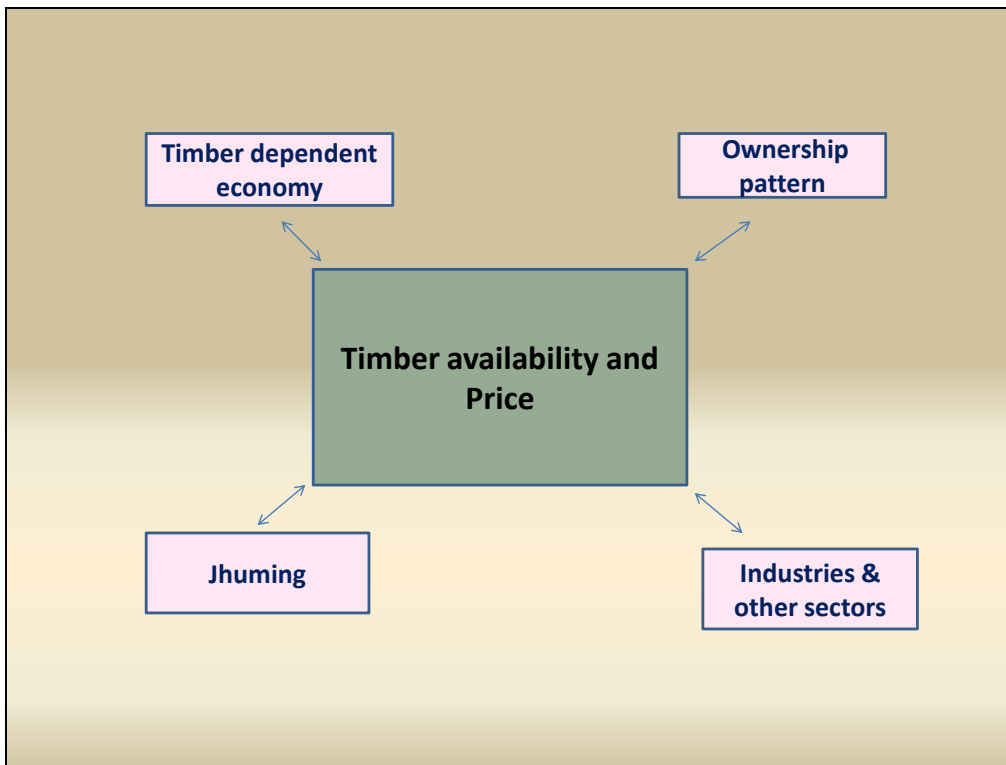 Timber dependent
economy
Ownership
pattern
Timber availability and
Price
Jhuming
Industries &
other sectors